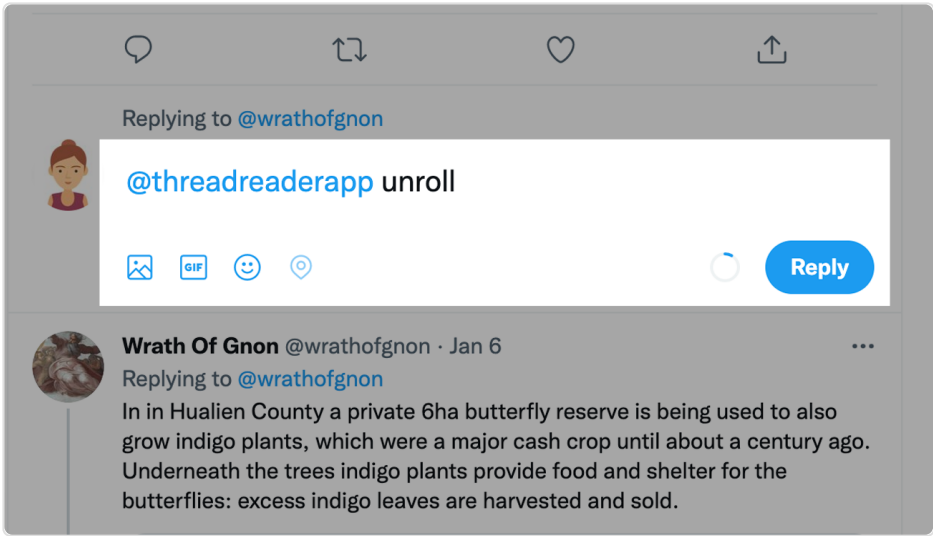 Replying to @wrathofgnon
@threadreaderapp unroll
GIF
Reply
Wrath Of Gnon @wrathofgnon · Jan 6
Replying to @wrathofgnon
In in Hualien County a private 6ha butterfly reserve is being used to also
grow indigo plants, which were a major cash crop until about a century ago.
Underneath the trees indigo plants provide food and shelter for the
butterflies: excess indigo leaves are harvested and sold.